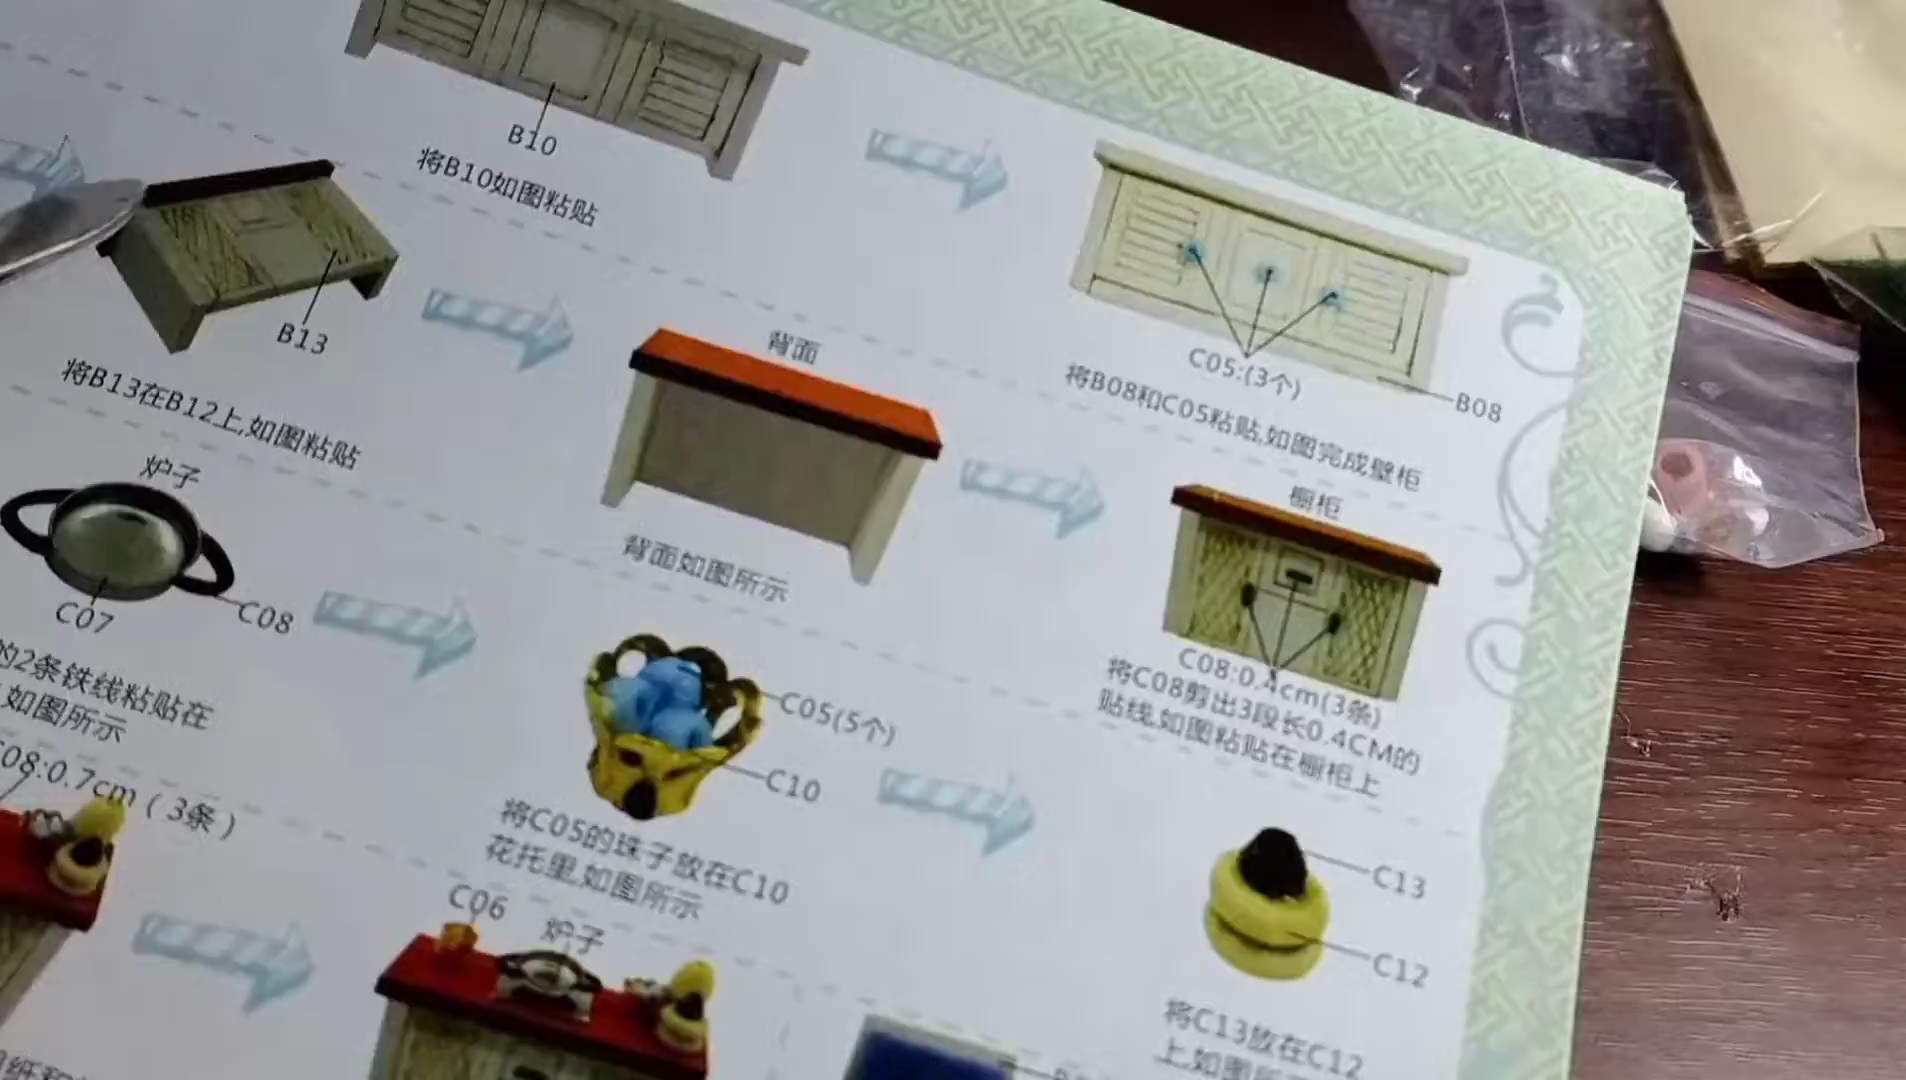 B10
将B10如图粘贴
C05:(3个)
B08
将B08和C05粘贴,如图完成壁柜
B13
将B13在B12上,如图粘贴
背面
背面如图所示
橱柜
C08:0.4cm(3条)
将C08剪出3段长0.4CM的
贴线,如图粘贴在橱柜上
炉子
C07
C08
的2条铁线粘贴在
,如图所示
C05(5个)
C10
将C05的珠子放在C10
花托里,如图所示
C13
C12
将C13放在C12
上,如图所
C08:0.7cm(3条)
C06
炉子